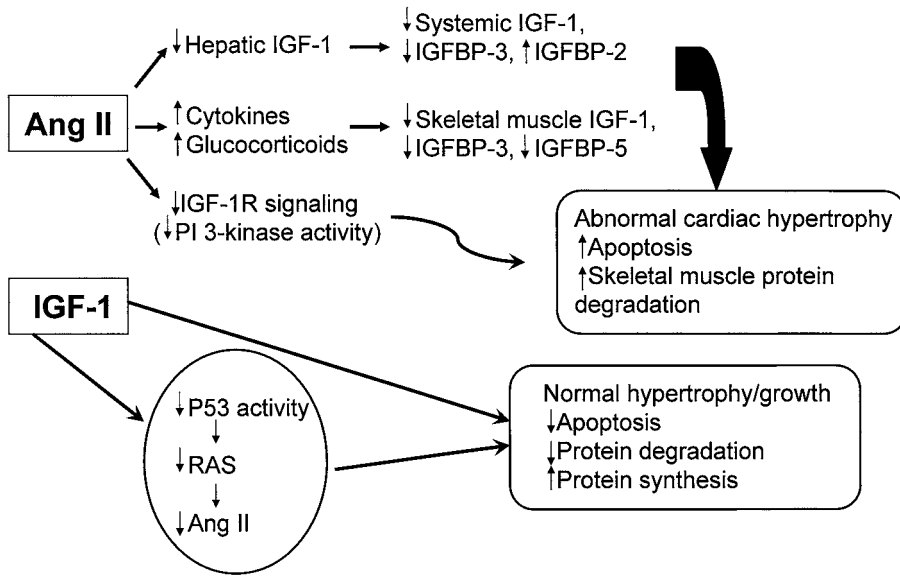 ↓Hepatic IGF-1
↓Systemic IGF-1,
↓IGFBP-3, ↑IGFBP-2
Ang II
↑Cytokines
↑Glucocorticoids
↓Skeletal muscle IGF-1,
↓IGFBP-3, ↓IGFBP-5
↓IGF-1R signaling
(↓PI 3-kinase activity)
Abnormal cardiac hypertrophy
↑Apoptosis
↑Skeletal muscle protein
degradation
IGF-1
↓P53 activity
↓RAS
↓Ang II
Normal hypertrophy/growth
↓Apoptosis
↓Protein degradation
↑Protein synthesis